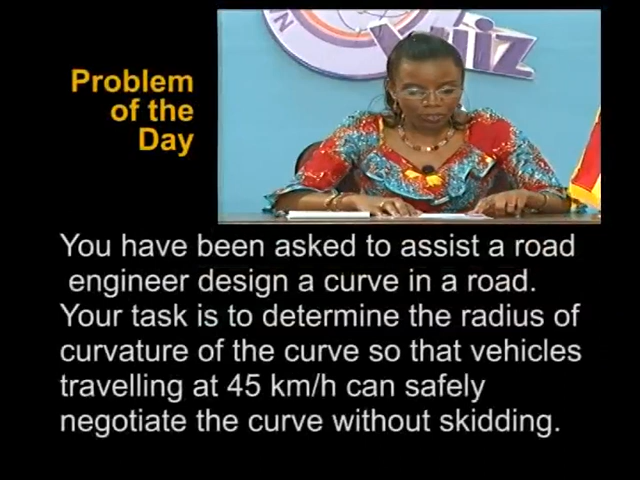 Quiz
Problem
of the
Day
You have been asked to assist a road
engineer design a curve in a road.
Your task is to determine the radius of
curvature of the curve so that vehicles
travelling at 45 km/h can safely
negotiate the curve without skidding.